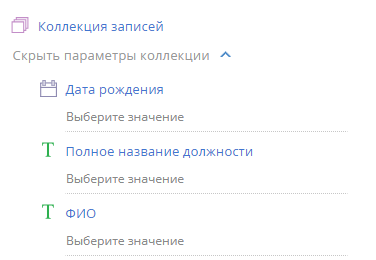 Коллекция записей
Скрыть параметры коллекции
Дата рождения
Выберите значение
Полное название должности
Выберите значение
ФИО
Выберите значение